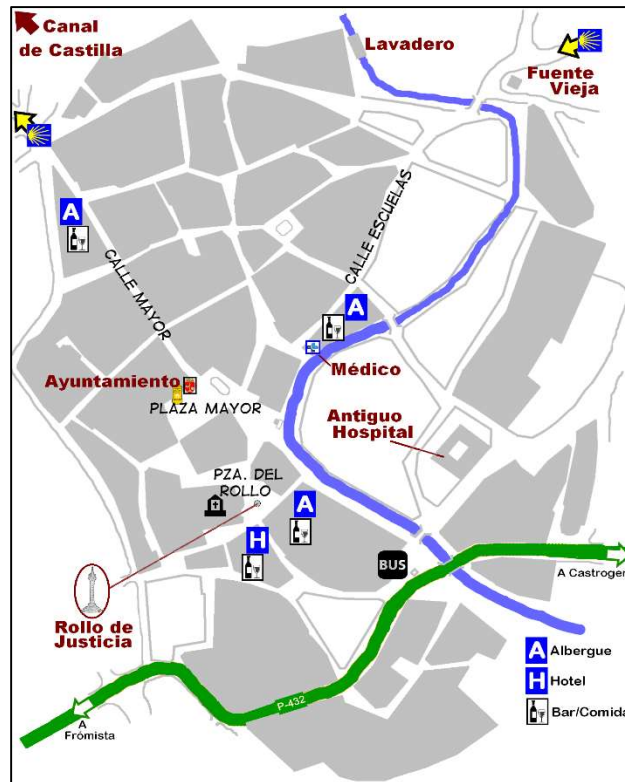 Canal
de Castilla
Lavadero
Fuente
Vieja
A
CALLE ESCUELAS
CALLE MAYOR
A
Médico
Ayuntamiento
PLAZA MAYOR
Antiguo
Hospital
PZA. DEL
ROLLO
A
H
BUS
A Castroger
Rollo de
Justicia
P-432
A
Frómista
A Albergue
H Hotel
Bar/Comida